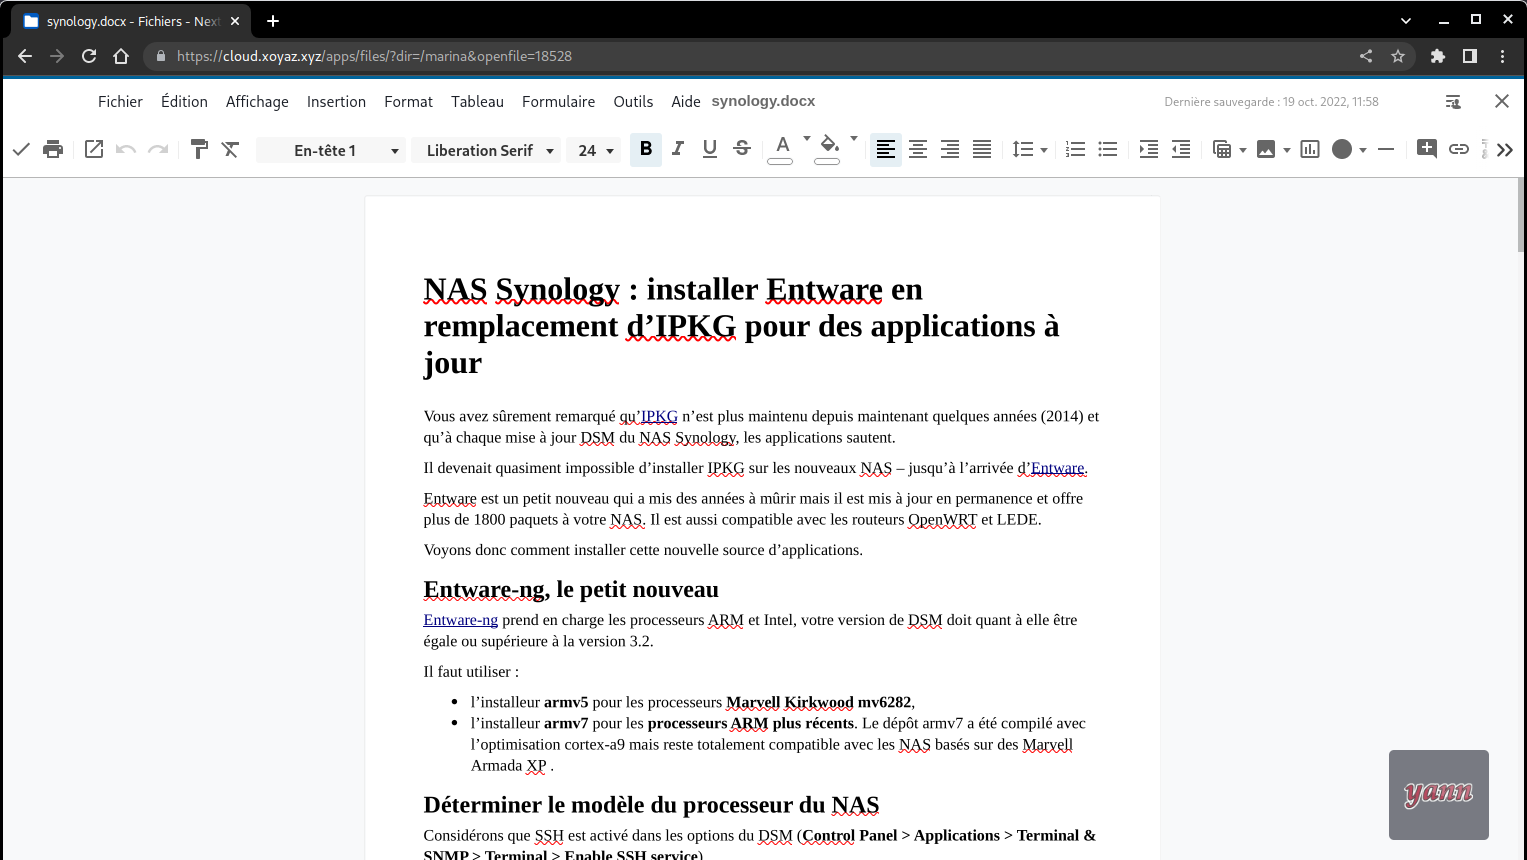 synology.docx - Fichiers - Next
https://cloud.xoyaz.xyz/apps/files/?dir=/marina&openfile=18528
Fichier Édition Affichage Insertion Format Tableau Formulaire Outils Aide synology.docx Dernière sauvegarde : 19 oct. 2022, 11:58
En-tête 1 Liberation Serif 24 B I U S A
NAS Synology : installer Entware en
remplacement d’IPKG pour des applications à
jour
Vous avez sûrement remarqué qu’IPKG n’est plus maintenu depuis maintenant quelques années (2014) et
qu’à chaque mise à jour DSM du NAS Synology, les applications sautent.
Il devenait quasiment impossible d’installer IPKG sur les nouveaux NAS – jusqu’à l’arrivée d’Entware.
Entware est un petit nouveau qui a mis des années à mûrir mais il est mis à jour en permanence et offre
plus de 1800 paquets à votre NAS. Il est aussi compatible avec les routeurs OpenWRT et LEDE.
Voyons donc comment installer cette nouvelle source d’applications.
Entware-ng, le petit nouveau
Entware-ng prend en charge les processeurs ARM et Intel, votre version de DSM doit quant à elle être
égale ou supérieure à la version 3.2.
Il faut utiliser :
• l’installeur armv5 pour les processeurs Marvell Kirkwood mv6282,
• l’installeur armv7 pour les processeurs ARM plus récents. Le dépôt armv7 a été compilé avec
l’optimisation cortex-a9 mais reste totalement compatible avec les NAS basés sur des Marvell
Armada XP .
yann
Déterminer le modèle du processeur du NAS
Considérons que SSH est activé dans les options du DSM (Control Panel > Applications > Terminal &
SNMP > Terminal > Enable SSH service)